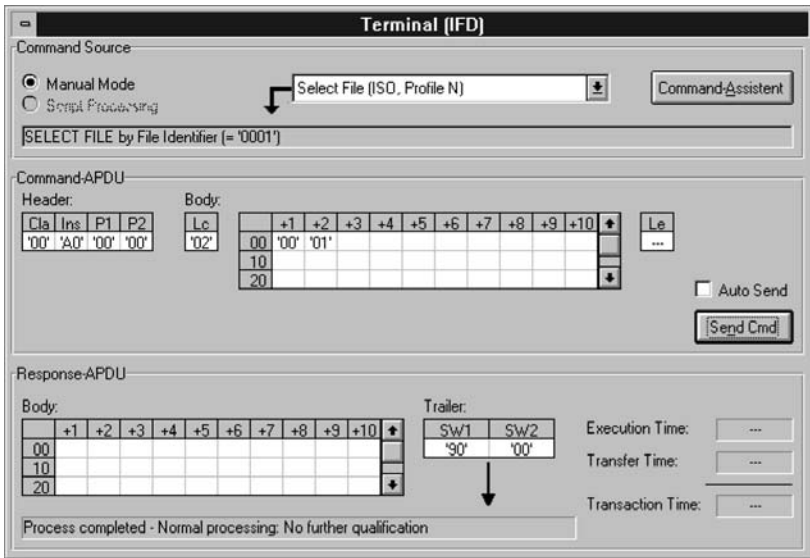 Terminal (IFD)
Command Source
Manual Mode
Script Processing
Select File (ISO, Profile N)
Command-Assistent
SELECT FILE by File Identifier (= '0001')
Command-APDU
Header: Body:
Cla Ins P1 P2 Lc +1 +2 +3 +4 +5 +6 +7 +8 +9 +10 Le
'00' 'A0' '00' '00' '02' 00 '00' '01' ---
10
20
Auto Send
Send Cmd
Response-APDU
Body: Trailer:
+1 +2 +3 +4 +5 +6 +7 +8 +9 +10 SW1 SW2 Execution Time: ---
00 '90' '00'
10 Transfer Time: ---
20
Transaction Time: ---
Process completed - Normal processing: No further qualification